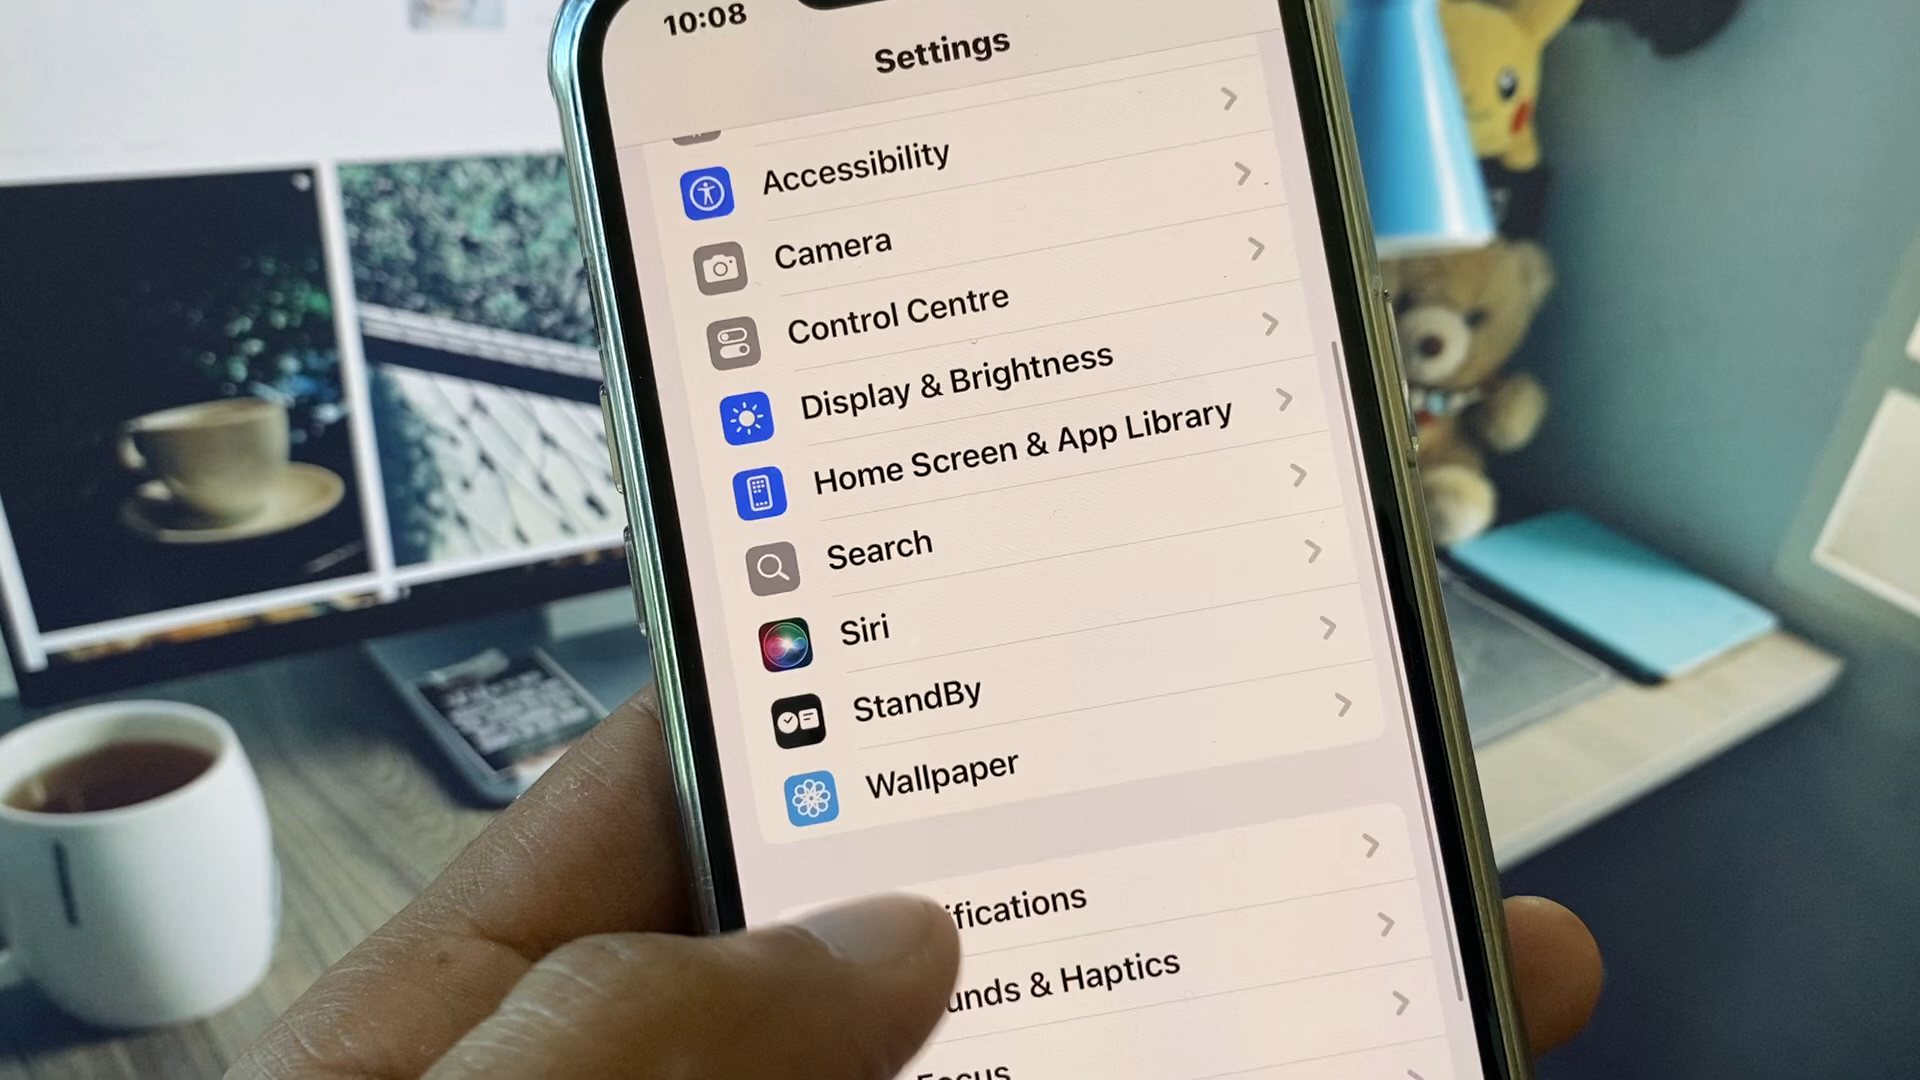 10:08
Settings
Accessibility
Camera
Control Centre
Display & Brightness
Home Screen & App Library
Search
Siri
StandBy
Wallpaper
ifications
unds & Haptics
Focus